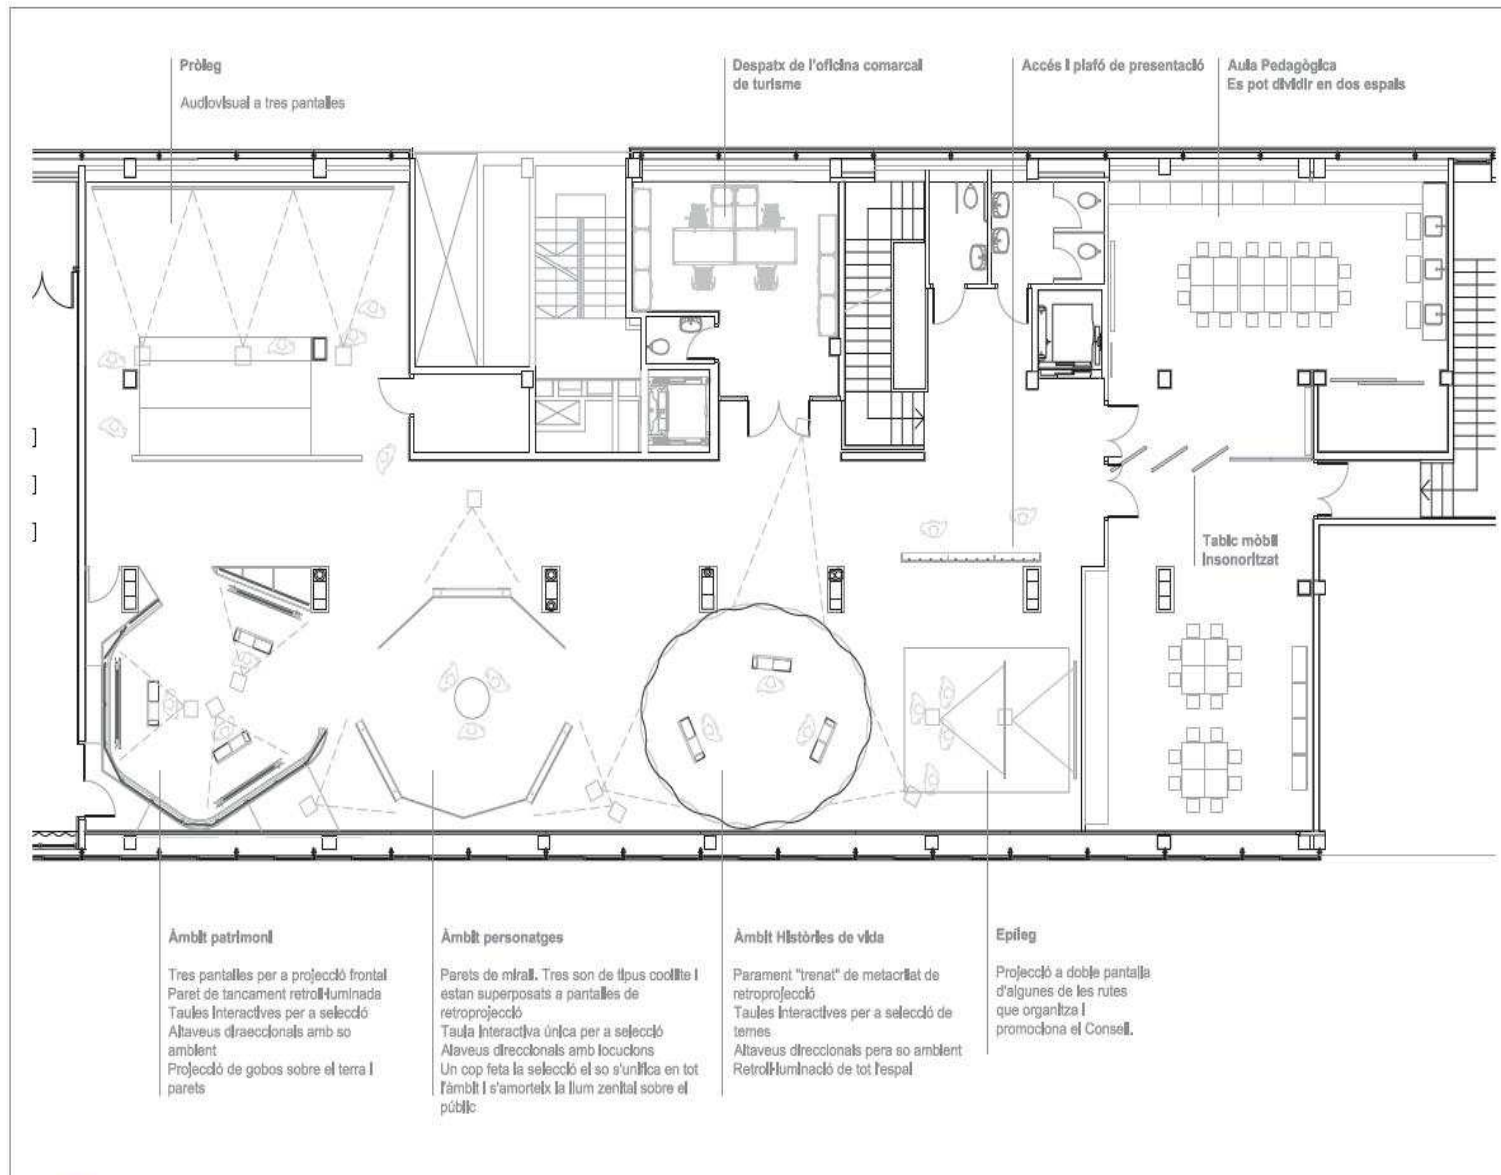 Pròleg
Audiovisual a tres pantalles
Despatx de l'oficina comarcal
de turisme
Accés i plafó de presentació
Aula Pedagògica
Es pot dividir en dos espais
Tabic mòbil
insonoritzat
Àmbit patrimoni
Tres pantalles per a projecció frontal
Paret de tancament retroil·luminada
Taules interactives per a selecció
Altaveus diraeccionals amb so
ambient
Projecció de gobos sobre el terra i
parets
Àmbit personatges
Parets de mirall. Tres son de tipus coollite i
estan superposats a pantalles de
retroprojecció
Taula interactiva única per a selecció
Alaveus direccionals amb locucions
Un cop feta la selecció el so s'unifica en tot
l'àmbit i s'amorteix la llum zenital sobre el
públic
Àmbit Històries de vida
Parament "trenat" de metacrilat de
retroprojecció
Taules interactives per a selecció de
temes
Altaveus direccionals pera so ambient
Retroil·luminació de tot l'espai
Epíleg
Projecció a doble pantalla
d'algunes de les rutes
que organitza i
promociona el Consell.